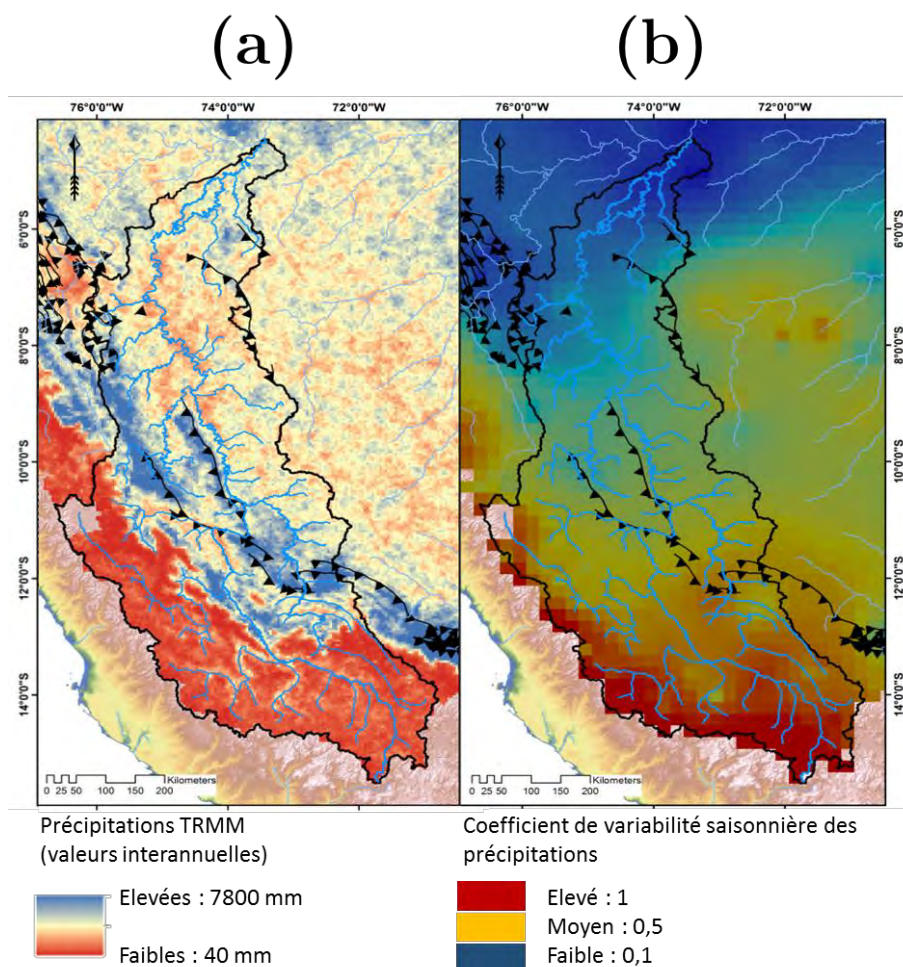 (a)
(b)
76°0'0"W 74°0'0"W 72°0'0"W
76°0'0"W 74°0'0"W 72°0'0"W
6°0'0"S
8°0'0"S
10°0'0"S
12°0'0"S
14°0'0"S
6°0'0"S
8°0'0"S
10°0'0"S
12°0'0"S
14°0'0"S
Kilometers
0 25 50 100 150 200
Kilometers
0 25 50 100 150 200
Précipitations TRMM
(valeurs interannuelles)
Elevées : 7800 mm
Faibles : 40 mm
Coefficient de variabilité saisonnière des
précipitations
Elevé : 1
Moyen : 0,5
Faible : 0,1